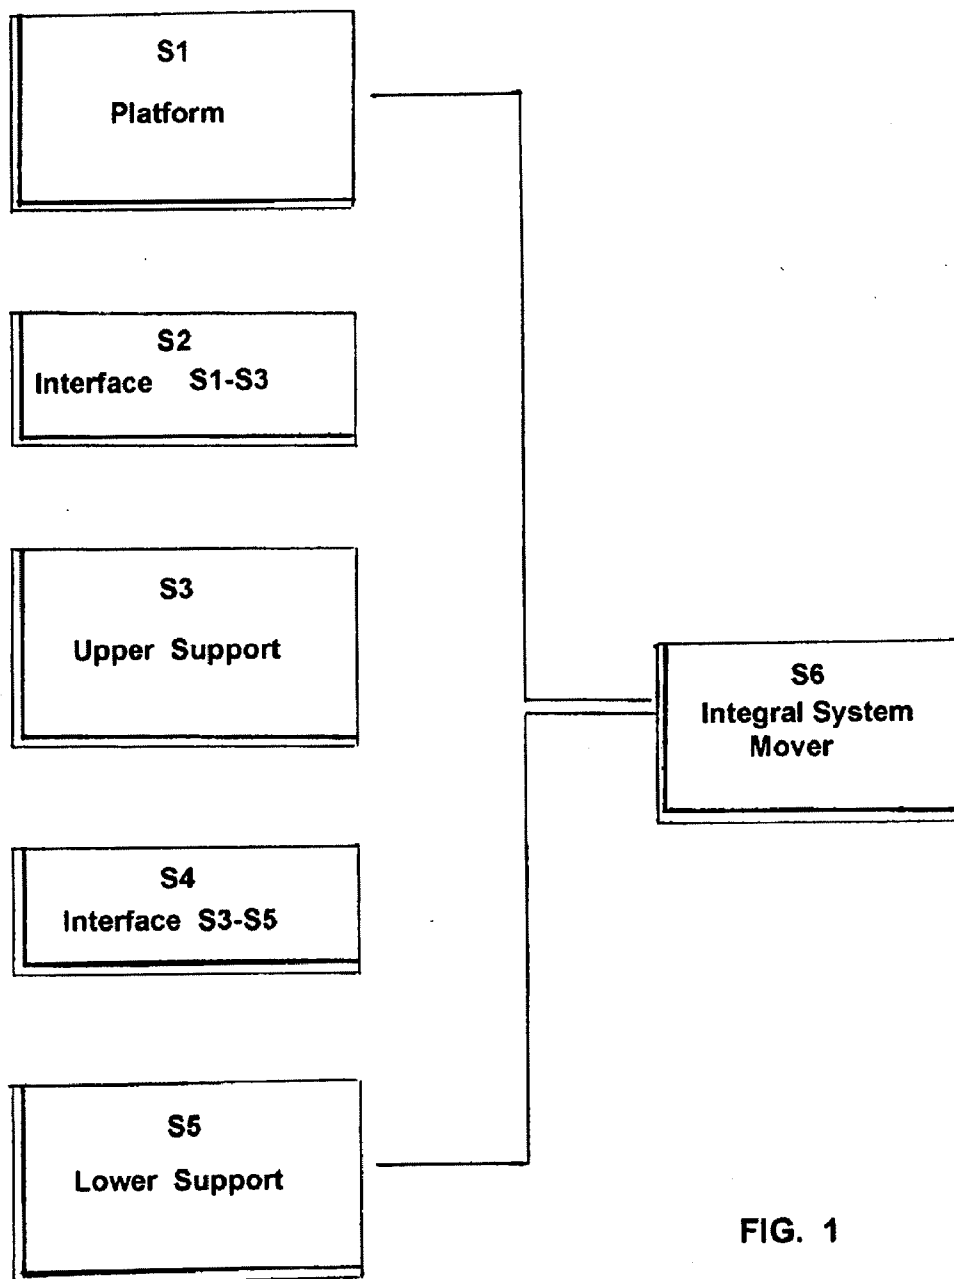 S1
Platform
S2
Interface S1-S3
S3
Upper Support
S4
Interface S3-S5
S5
Lower Support
S6
Integral System
Mover
FIG. 1